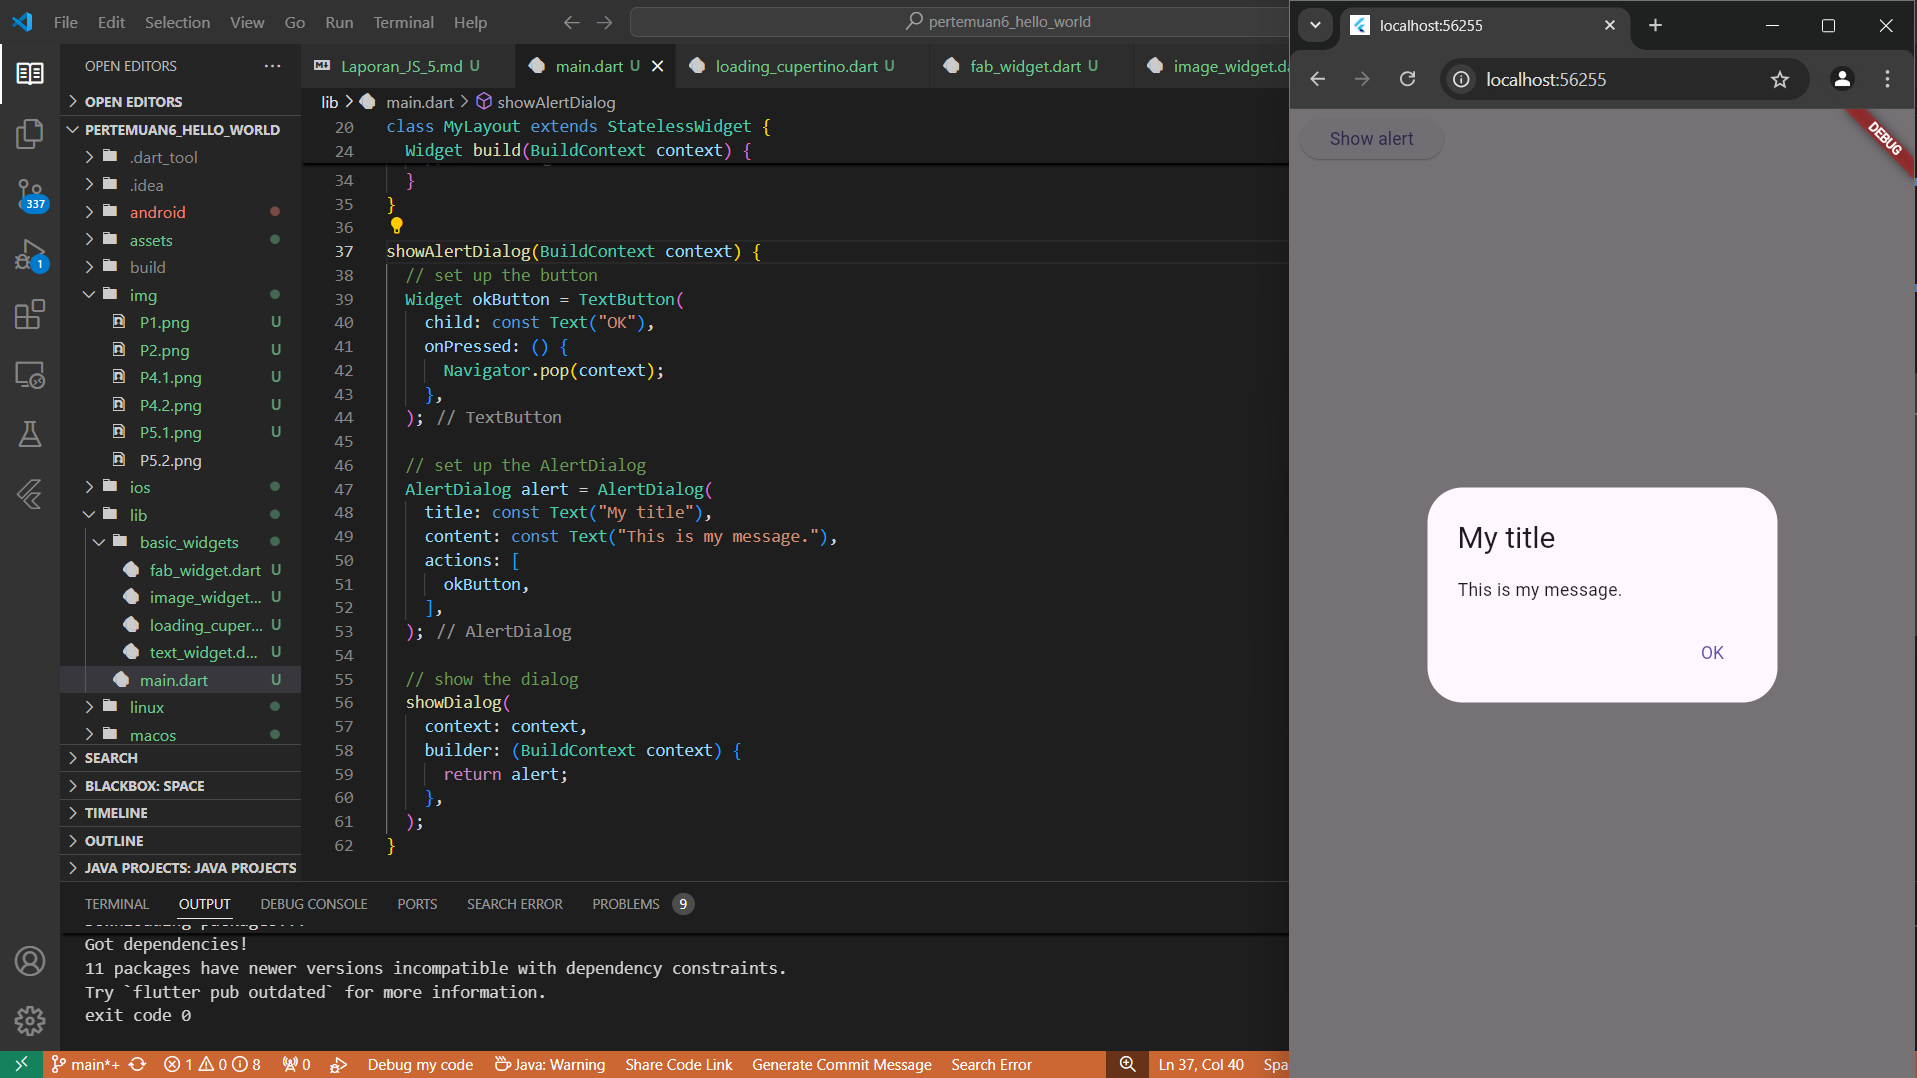 File Edit Selection View Go Run Terminal Help
pertemuan6_hello_world
OPEN EDITORS
OPEN EDITORS
PERTEMUAN6_HELLO_WORLD
.dart_tool
.idea
android
assets
build
img
P1.png U
P2.png U
P4.1.png U
P4.2.png U
P5.1.png U
P5.2.png
ios
lib
basic_widgets
fab_widget.dart U
image_widget... U
loading_cuper... U
text_widget.d... U
main.dart U
linux
macos
SEARCH
BLACKBOX: SPACE
TIMELINE
OUTLINE
JAVA PROJECTS: JAVA PROJECTS
337
1
Laporan_JS_5.md U
main.dart U
loading_cupertino.dart U
fab_widget.dart U
image_widget.da
lib > main.dart > showAlertDialog
20 class MyLayout extends StatelessWidget {
24 Widget build(BuildContext context) {
34 }
35 }
36
37 showAlertDialog(BuildContext context) {
38 // set up the button
39 Widget okButton = TextButton(
40 child: const Text("OK"),
41 onPressed: () {
42 Navigator.pop(context);
43 },
44 ); // TextButton
45
46 // set up the AlertDialog
47 AlertDialog alert = AlertDialog(
48 title: const Text("My title"),
49 content: const Text("This is my message."),
50 actions: [
51 okButton,
52 ],
53 ); // AlertDialog
54
55 // show the dialog
56 showDialog(
57 context: context,
58 builder: (BuildContext context) {
59 return alert;
60 },
61 );
62 }
TERMINAL OUTPUT DEBUG CONSOLE PORTS SEARCH ERROR PROBLEMS 9
Downloading packages...
Got dependencies!
11 packages have newer versions incompatible with dependency constraints.
Try `flutter pub outdated` for more information.
exit code 0
main*+ 1 0 8 0 Debug my code Java: Warning Share Code Link Generate Commit Message Search Error Ln 37, Col 40 Spa
localhost:56255
localhost:56255
Show alert
DEBUG
My title
This is my message.
OK